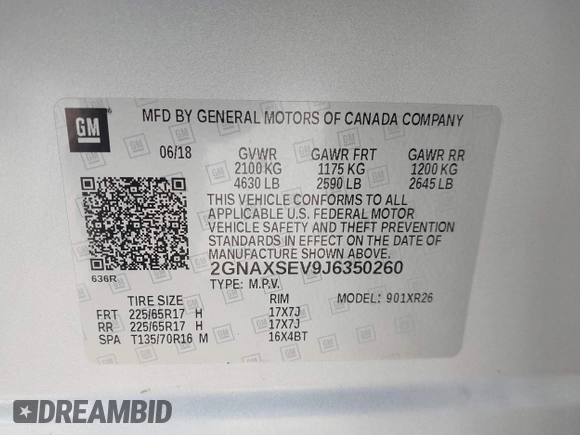 GM
MFD BY GENERAL MOTORS OF CANADA COMPANY
06/18 GVWR GAWR FRT GAWR RR
2100 KG 1175 KG 1200 KG
4630 LB 2590 LB 2645 LB
THIS VEHICLE CONFORMS TO ALL
APPLICABLE U.S. FEDERAL MOTOR
VEHICLE SAFETY AND THEFT PREVENTION
STANDARDS IN EFFECT ON THE DATE OF
MANUFACTURE SHOWN ABOVE.
636R 2GNAXSEV9J6350260
TYPE: M.P.V. MODEL: 901XR26
TIRE SIZE RIM
FRT 225/65R17 H 17X7J
RR 225/65R17 H 17X7J
SPA T135/70R16 M 16X4BT
DREAMBID